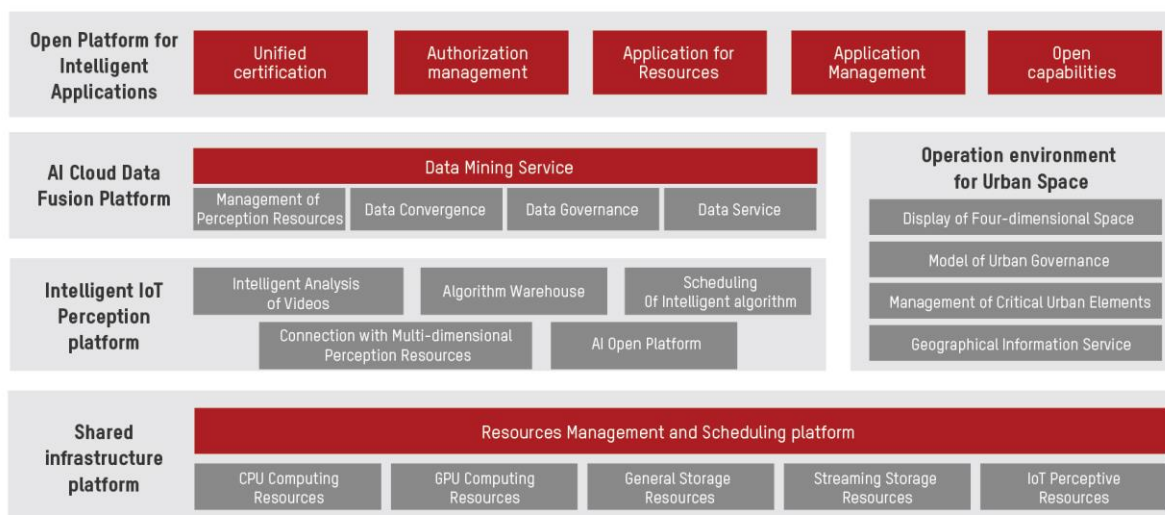 Open Platform for
Intelligent
Applications
Unified
certification
Authorization
management
Application for
Resources
Application
Management
Open
capabilities
AI Cloud Data
Fusion Platform
Data Mining Service
Management of
Perception Resources
Data Convergence
Data Governance
Data Service
Operation environment
for Urban Space
Display of Four-dimensional Space
Model of Urban Governance
Management of Critical Urban Elements
Geographical Information Service
Intelligent IoT
Perception
platform
Intelligent Analysis
of Videos
Algorithm Warehouse
Scheduling
Of Intelligent algorithm
Connection with Multi-dimensional
Perception Resources
AI Open Platform
Shared
infrastructure
platform
Resources Management and Scheduling platform
CPU Computing
Resources
GPU Computing
Resources
General Storage
Resources
Streaming Storage
Resources
IoT Perceptive
Resources